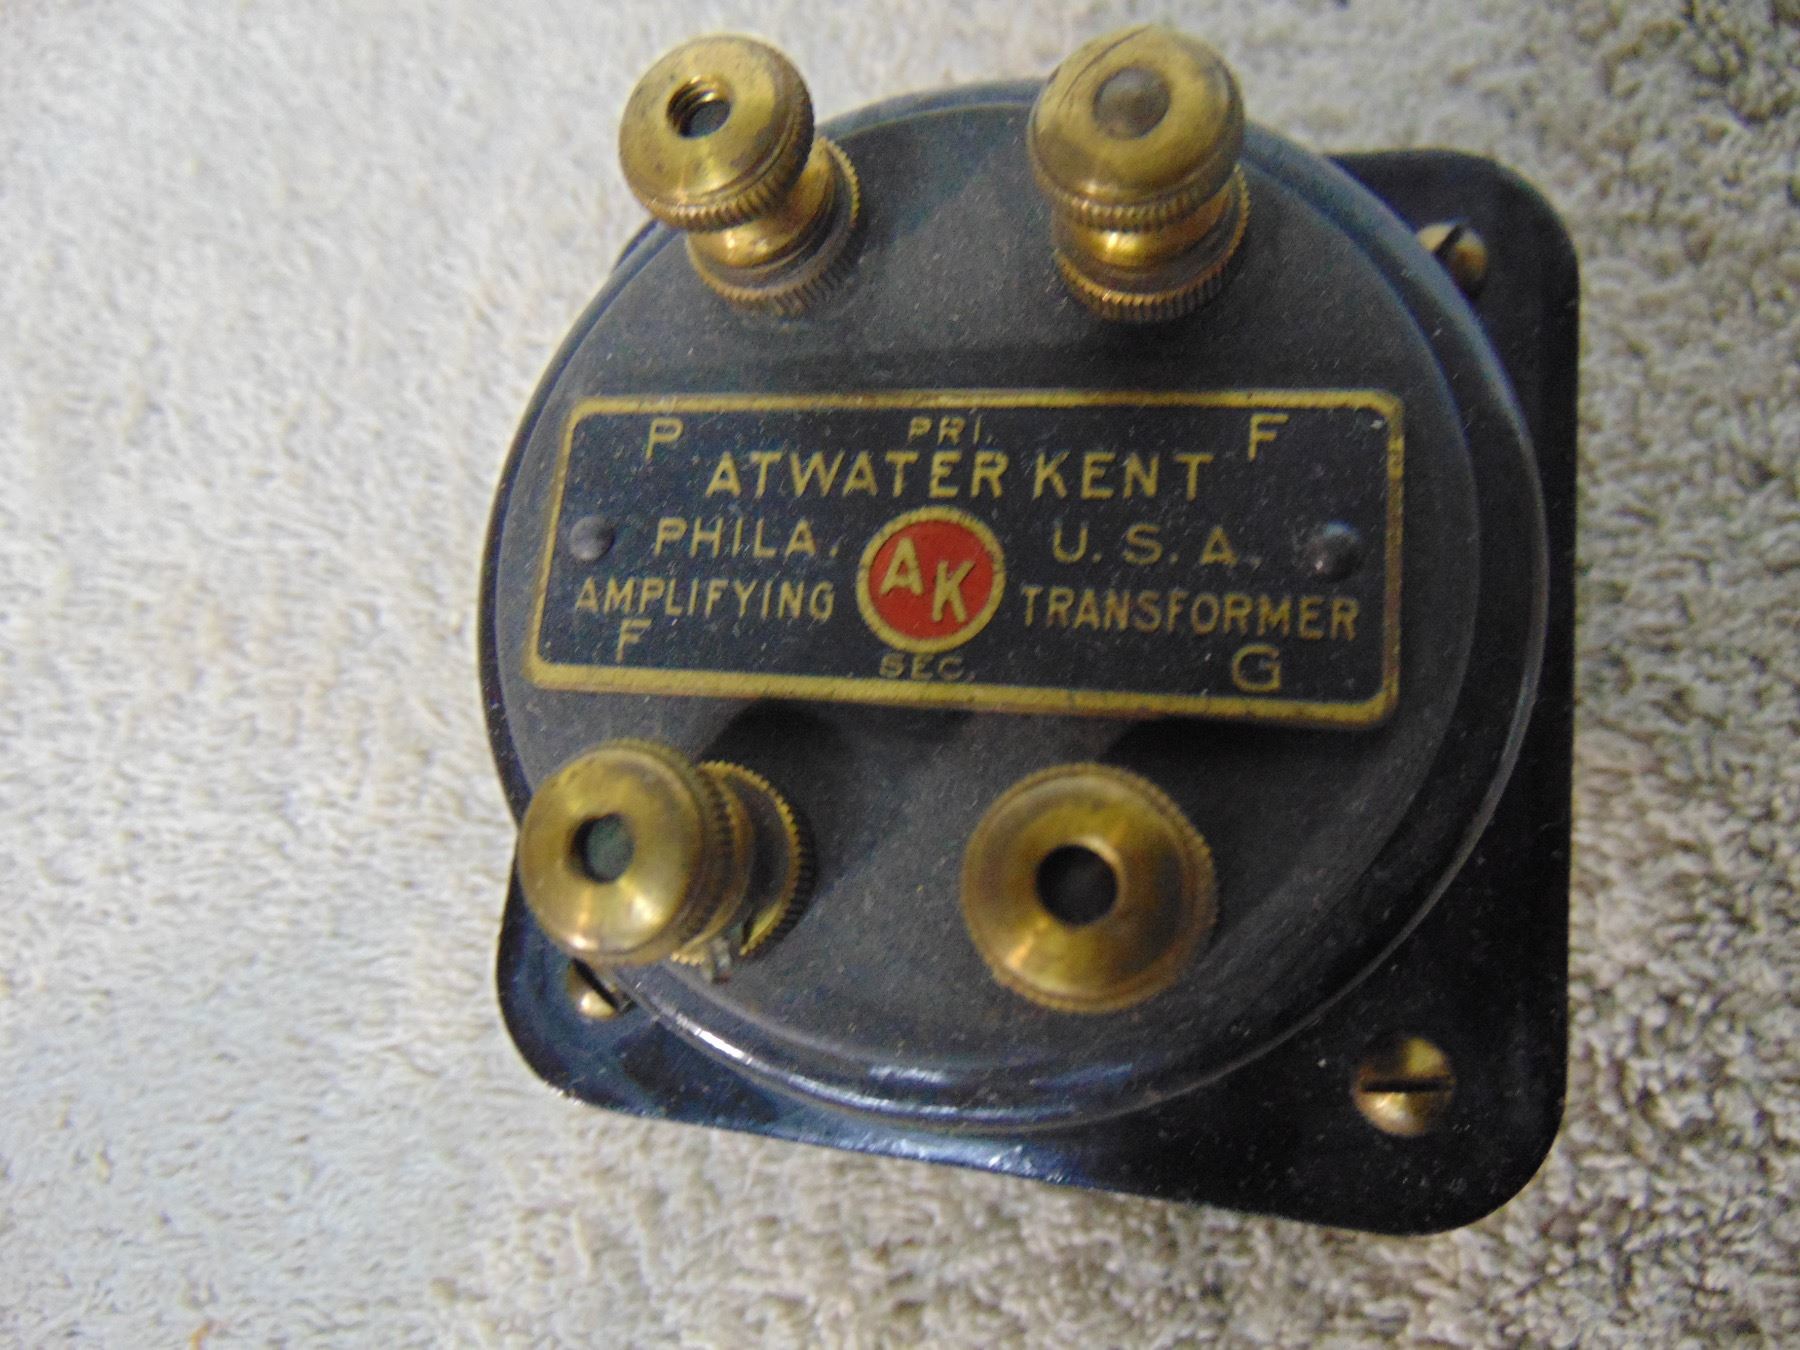 P PRI. F
ATWATER KENT
PHILA. AK U.S.A.
AMPLIFYING TRANSFORMER
F SEC. G